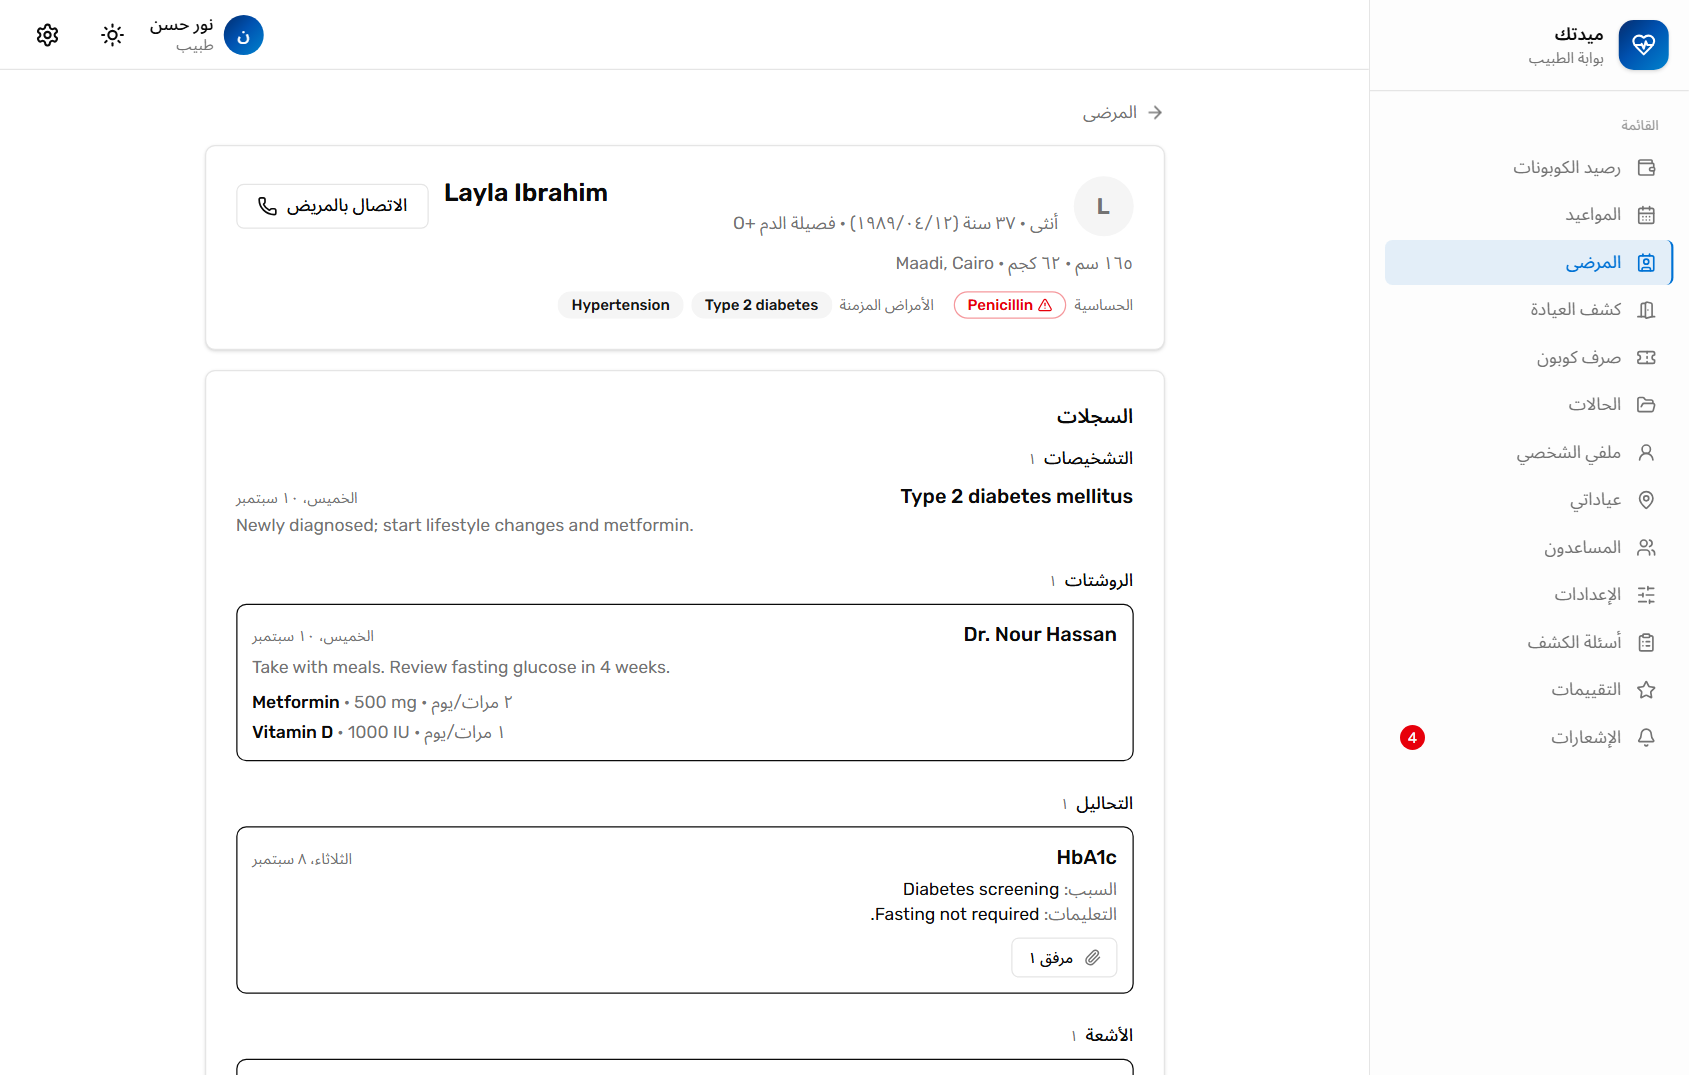 ميدتك
بوابة الطبيب
القائمة
رصيد الكوبونات
المواعيد
المرضى
كشف العيادة
صرف كوبون
الحالات
ملفي الشخصي
عياداتي
المساعدون
الإعدادات
أسئلة الكشف
التقييمات
الإشعارات 4
ن
نور حسن
طبيب
المرضى
L
Layla Ibrahim
الاتصال بالمريض
أنثى • ٣٧ سنة (١٩٨٩/٠٤/١٢) • فصيلة الدم O+
١٦٥ سم • ٦٢ كجم • Maadi, Cairo
الحساسية Penicillin الأمراض المزمنة Type 2 diabetes Hypertension
السجلات
التشخيصات ١
Type 2 diabetes mellitus
الخميس، ١٠ سبتمبر
Newly diagnosed; start lifestyle changes and metformin.
الروشتات ١
Dr. Nour Hassan
الخميس، ١٠ سبتمبر
Take with meals. Review fasting glucose in 4 weeks.
Metformin • 500 mg • ٢ مرات/يوم
Vitamin D • 1000 IU • ١ مرات/يوم
التحاليل ١
HbA1c
الثلاثاء، ٨ سبتمبر
السبب: Diabetes screening
التعليمات: Fasting not required.
مرفق ١
الأشعة ١